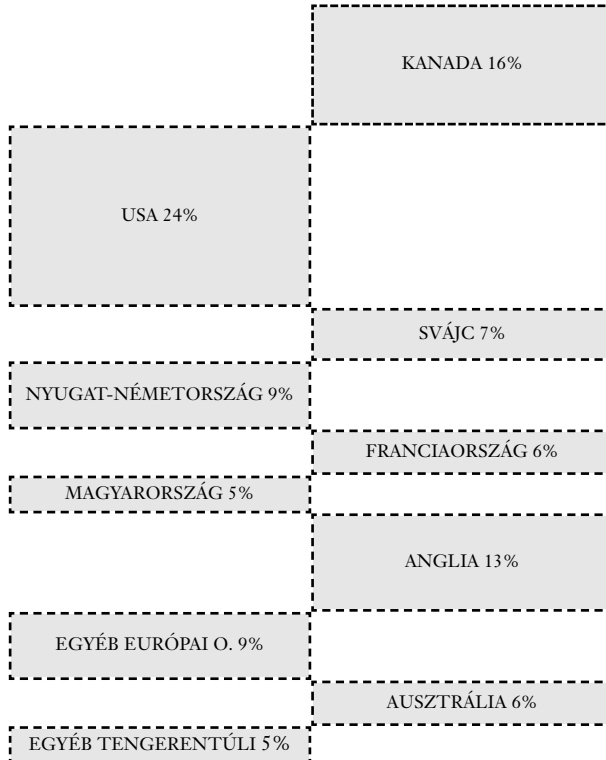 KANADA 16%
USA 24%
SVÁJC 7%
NYUGAT-NÉMETORSZÁG 9%
FRANCIAORSZÁG 6%
MAGYARORSZÁG 5%
ANGLIA 13%
EGYÉB EURÓPAI O. 9%
AUSZTRÁLIA 6%
EGYÉB TENGERENTÚLI 5%